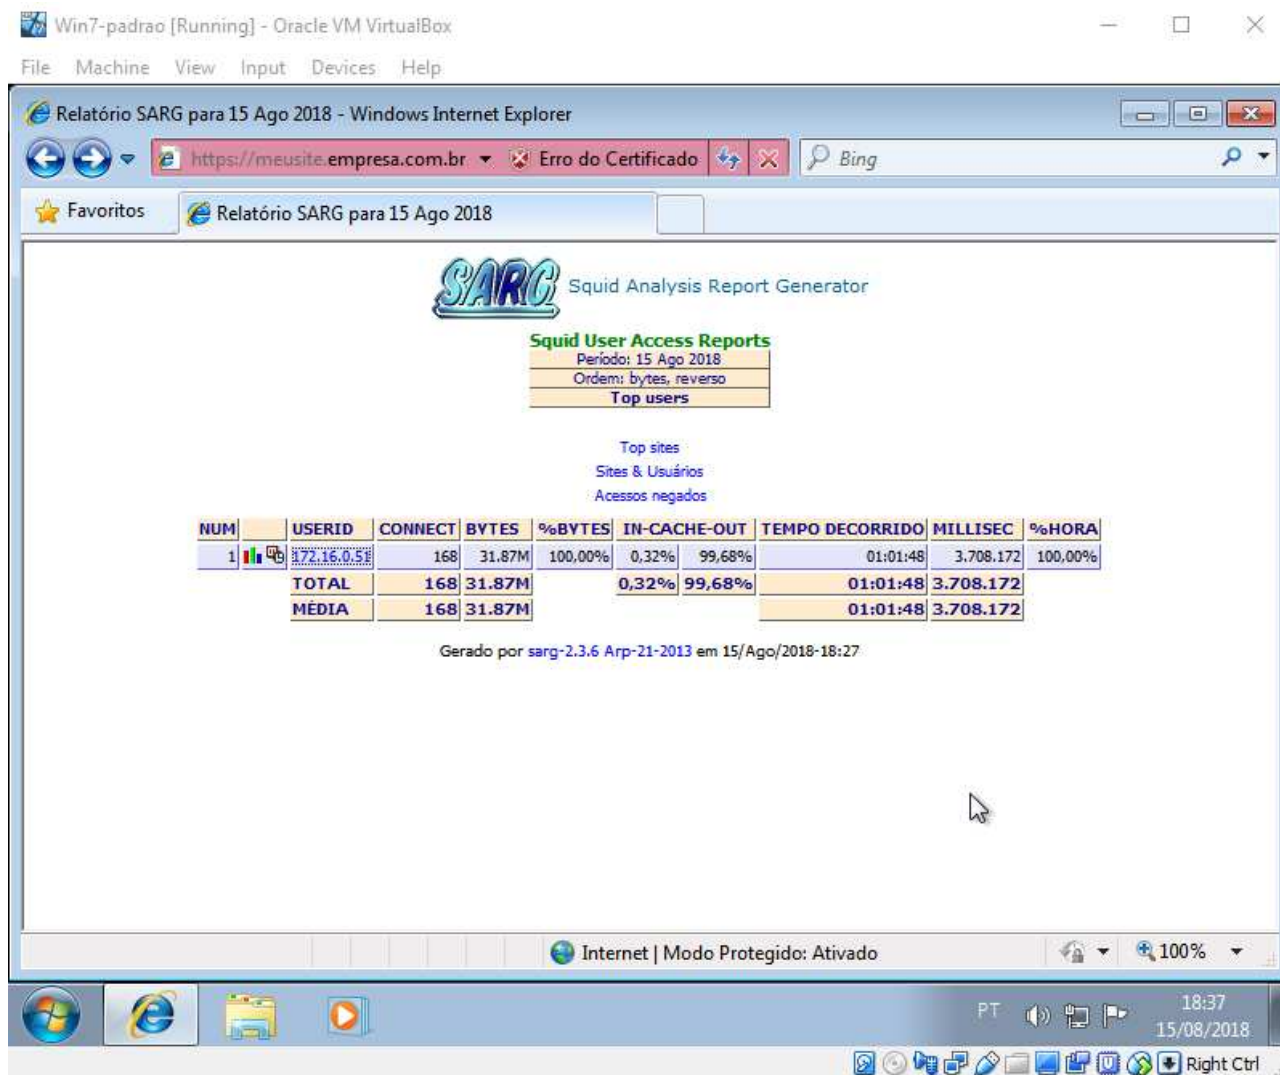 Win7-padrao [Running] - Oracle VM VirtualBox
File Machine View Input Devices Help
Relatório SARG para 15 Ago 2018 - Windows Internet Explorer
https://meusite.empresa.com.br Erro do Certificado Bing
Favoritos Relatório SARG para 15 Ago 2018
SARG Squid Analysis Report Generator
Squid User Access Reports
Período: 15 Ago 2018
Ordem: bytes, reverso
Top users
Top sites
Sites & Usuários
Acessos negados
NUM USERID CONNECT BYTES %BYTES IN-CACHE-OUT TEMPO DECORRIDO MILLISEC %HORA
1 172.16.0.51 168 31.87M 100,00% 0,32% 99,68% 01:01:48 3.708.172 100,00%
TOTAL 168 31.87M 0,32% 99,68% 01:01:48 3.708.172
MÉDIA 168 31.87M 01:01:48 3.708.172
Gerado por sarg-2.3.6 Arp-21-2013 em 15/Ago/2018-18:27
Internet | Modo Protegido: Ativado 100%
PT 18:37
15/08/2018
Right Ctrl